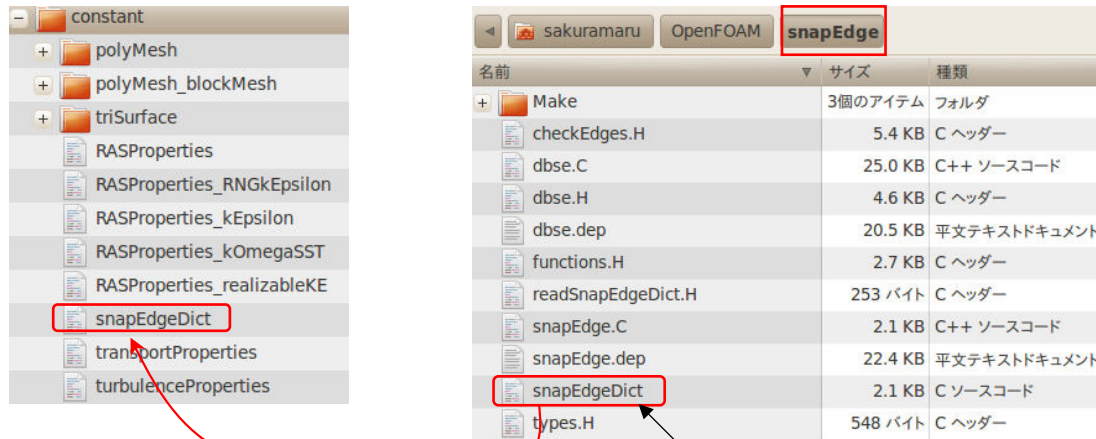 constant
polyMesh
polyMesh_blockMesh
triSurface
RASProperties
RASProperties_RNGkEpsilon
RASProperties_kEpsilon
RASProperties_kOmegaSST
RASProperties_realizableKE
snapEdgeDict
transportProperties
turbulenceProperties
sakuramaru OpenFOAM snapEdge
名前 サイズ 種類
Make 3個のアイテム フォルダ
checkEdges.H 5.4 KB C ヘッダー
dbse.C 25.0 KB C++ ソースコード
dbse.H 4.6 KB C ヘッダー
dbse.dep 20.5 KB 平文テキストドキュメント
functions.H 2.7 KB C ヘッダー
readSnapEdgeDict.H 253 バイト C ヘッダー
snapEdge.C 2.1 KB C++ ソースコード
snapEdge.dep 22.4 KB 平文テキストドキュメント
snapEdgeDict 2.1 KB C ソースコード
types.H 548 バイト C ヘッダー